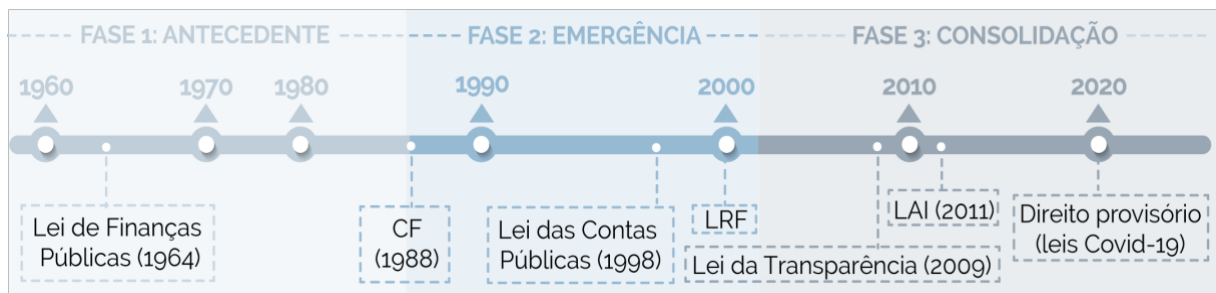 FASE 1: ANTECEDENTE
FASE 2: EMERGÊNCIA
FASE 3: CONSOLIDAÇÃO
1960
1970
1980
1990
2000
2010
2020
Lei de Finanças
Públicas (1964)
CF
(1988)
Lei das Contas
Públicas (1998)
LRF
Lei da Transparência (2009)
LAI (2011)
Direito provisório
(leis Covid-19)